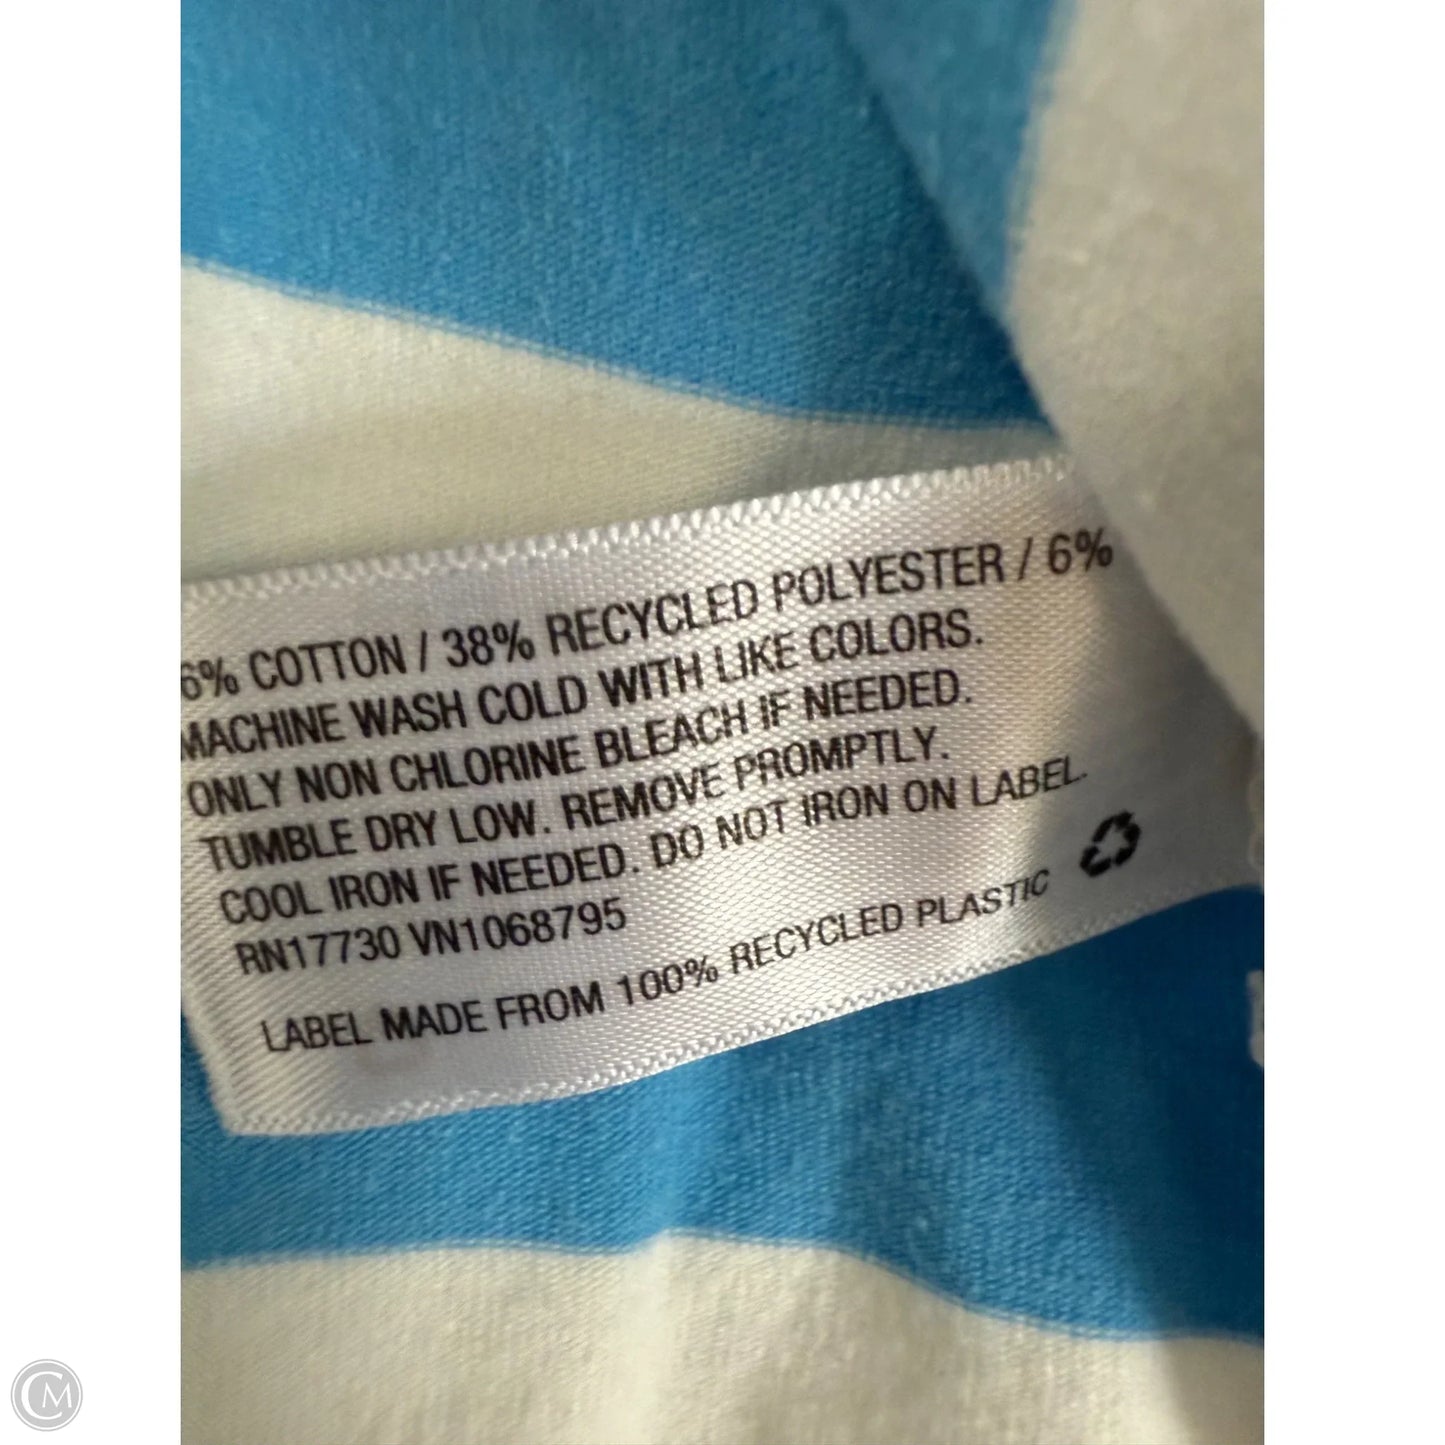 6% COTTON / 38% RECYCLED POLYESTER / 6%
MACHINE WASH COLD WITH LIKE COLORS.
ONLY NON CHLORINE BLEACH IF NEEDED.
TUMBLE DRY LOW. REMOVE PROMPTLY.
COOL IRON IF NEEDED. DO NOT IRON ON LABEL.
RN17730 VN1068795
LABEL MADE FROM 100% RECYCLED PLASTIC
CM